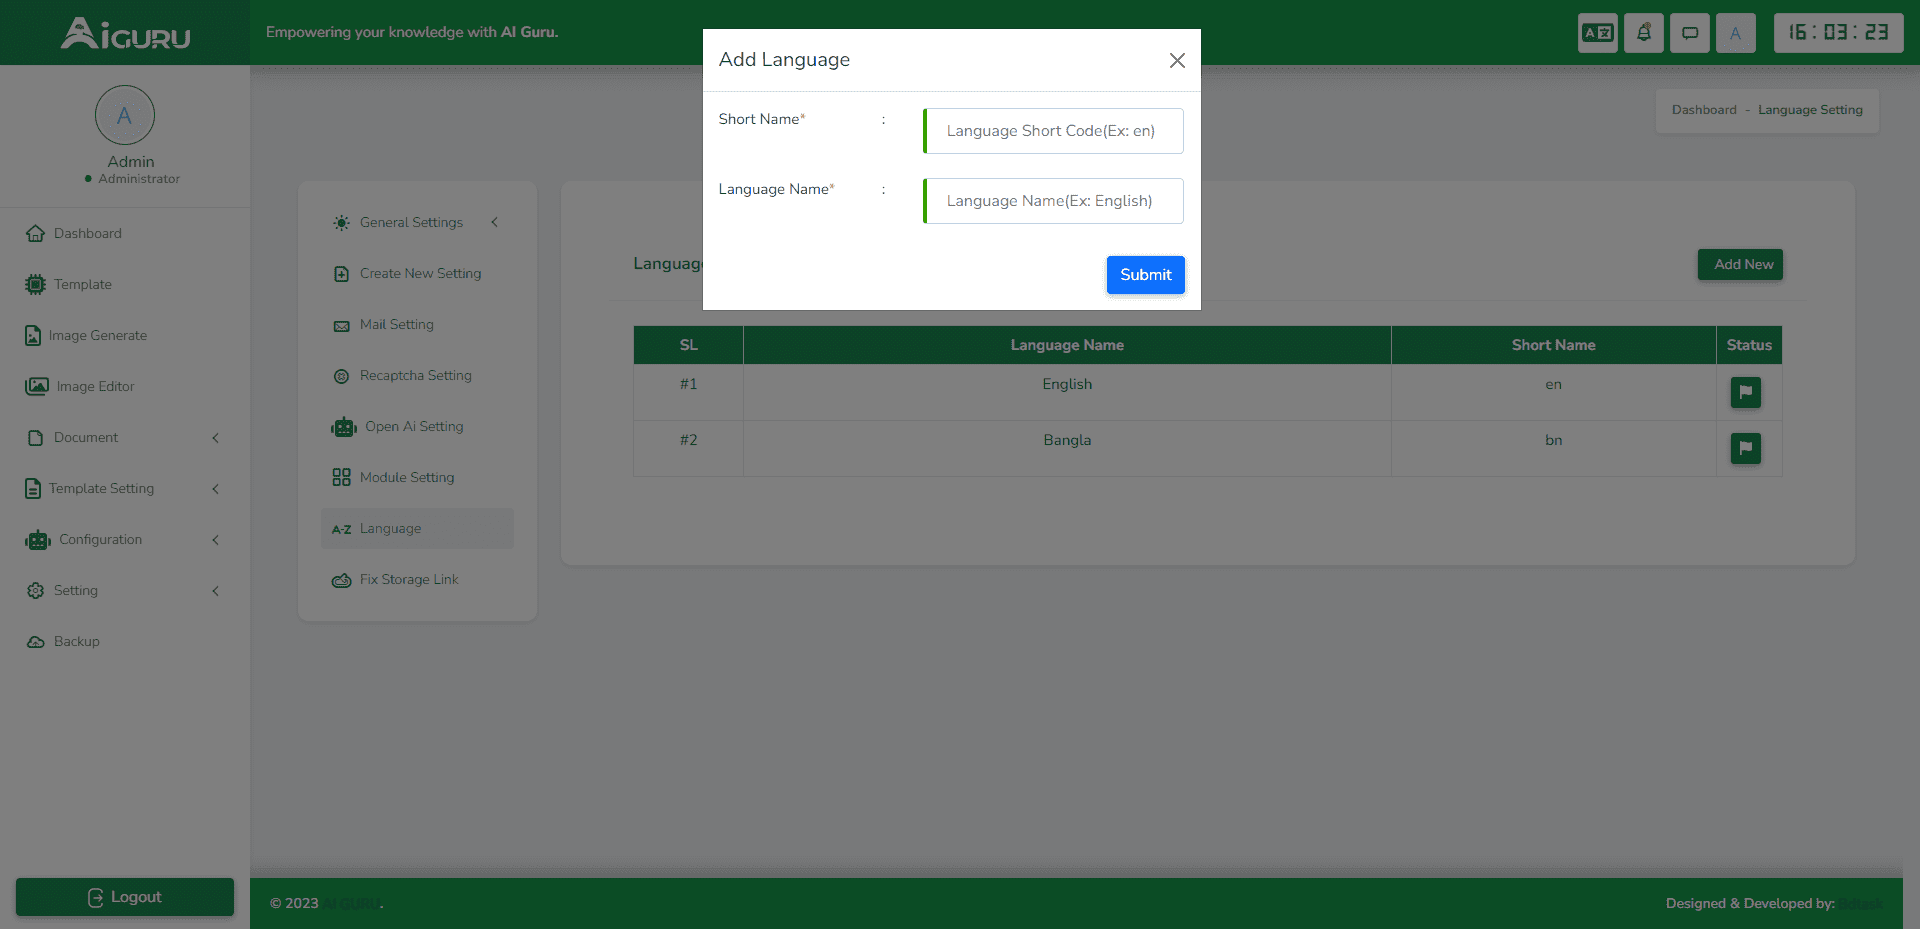 AiGURU
Empowering your knowledge with AI Guru.
A
16:03:23
A
Admin
Administrator
Dashboard
Template
Image Generate
Image Editor
Document
Template Setting
Configuration
Setting
Backup
Logout
Dashboard - Language Setting
General Settings
Create New Setting
Mail Setting
Recaptcha Setting
Open Ai Setting
Module Setting
A-Z Language
Fix Storage Link
Add Language
Short Name* : Language Short Code(Ex: en)
Language Name* : Language Name(Ex: English)
Submit
Add New
SL Language Name Short Name Status
#1 English en
#2 Bangla bn
© 2023 AI GURU.
Designed & Developed by: